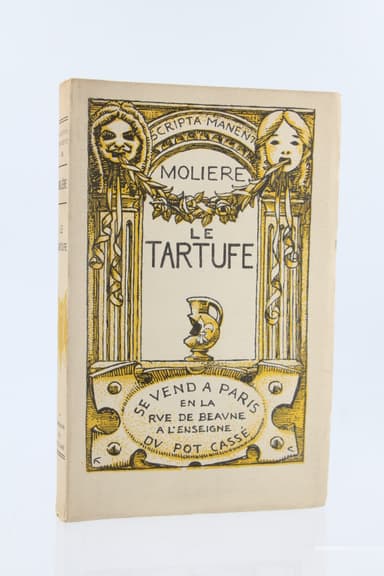 SCRIPTA MANENT
MOLIERE
LE
TARTUFE
SE VEND A PARIS
EN LA
RVE DE BEAVNE
A L'ENSEIGNE
DV POT CASSÉ